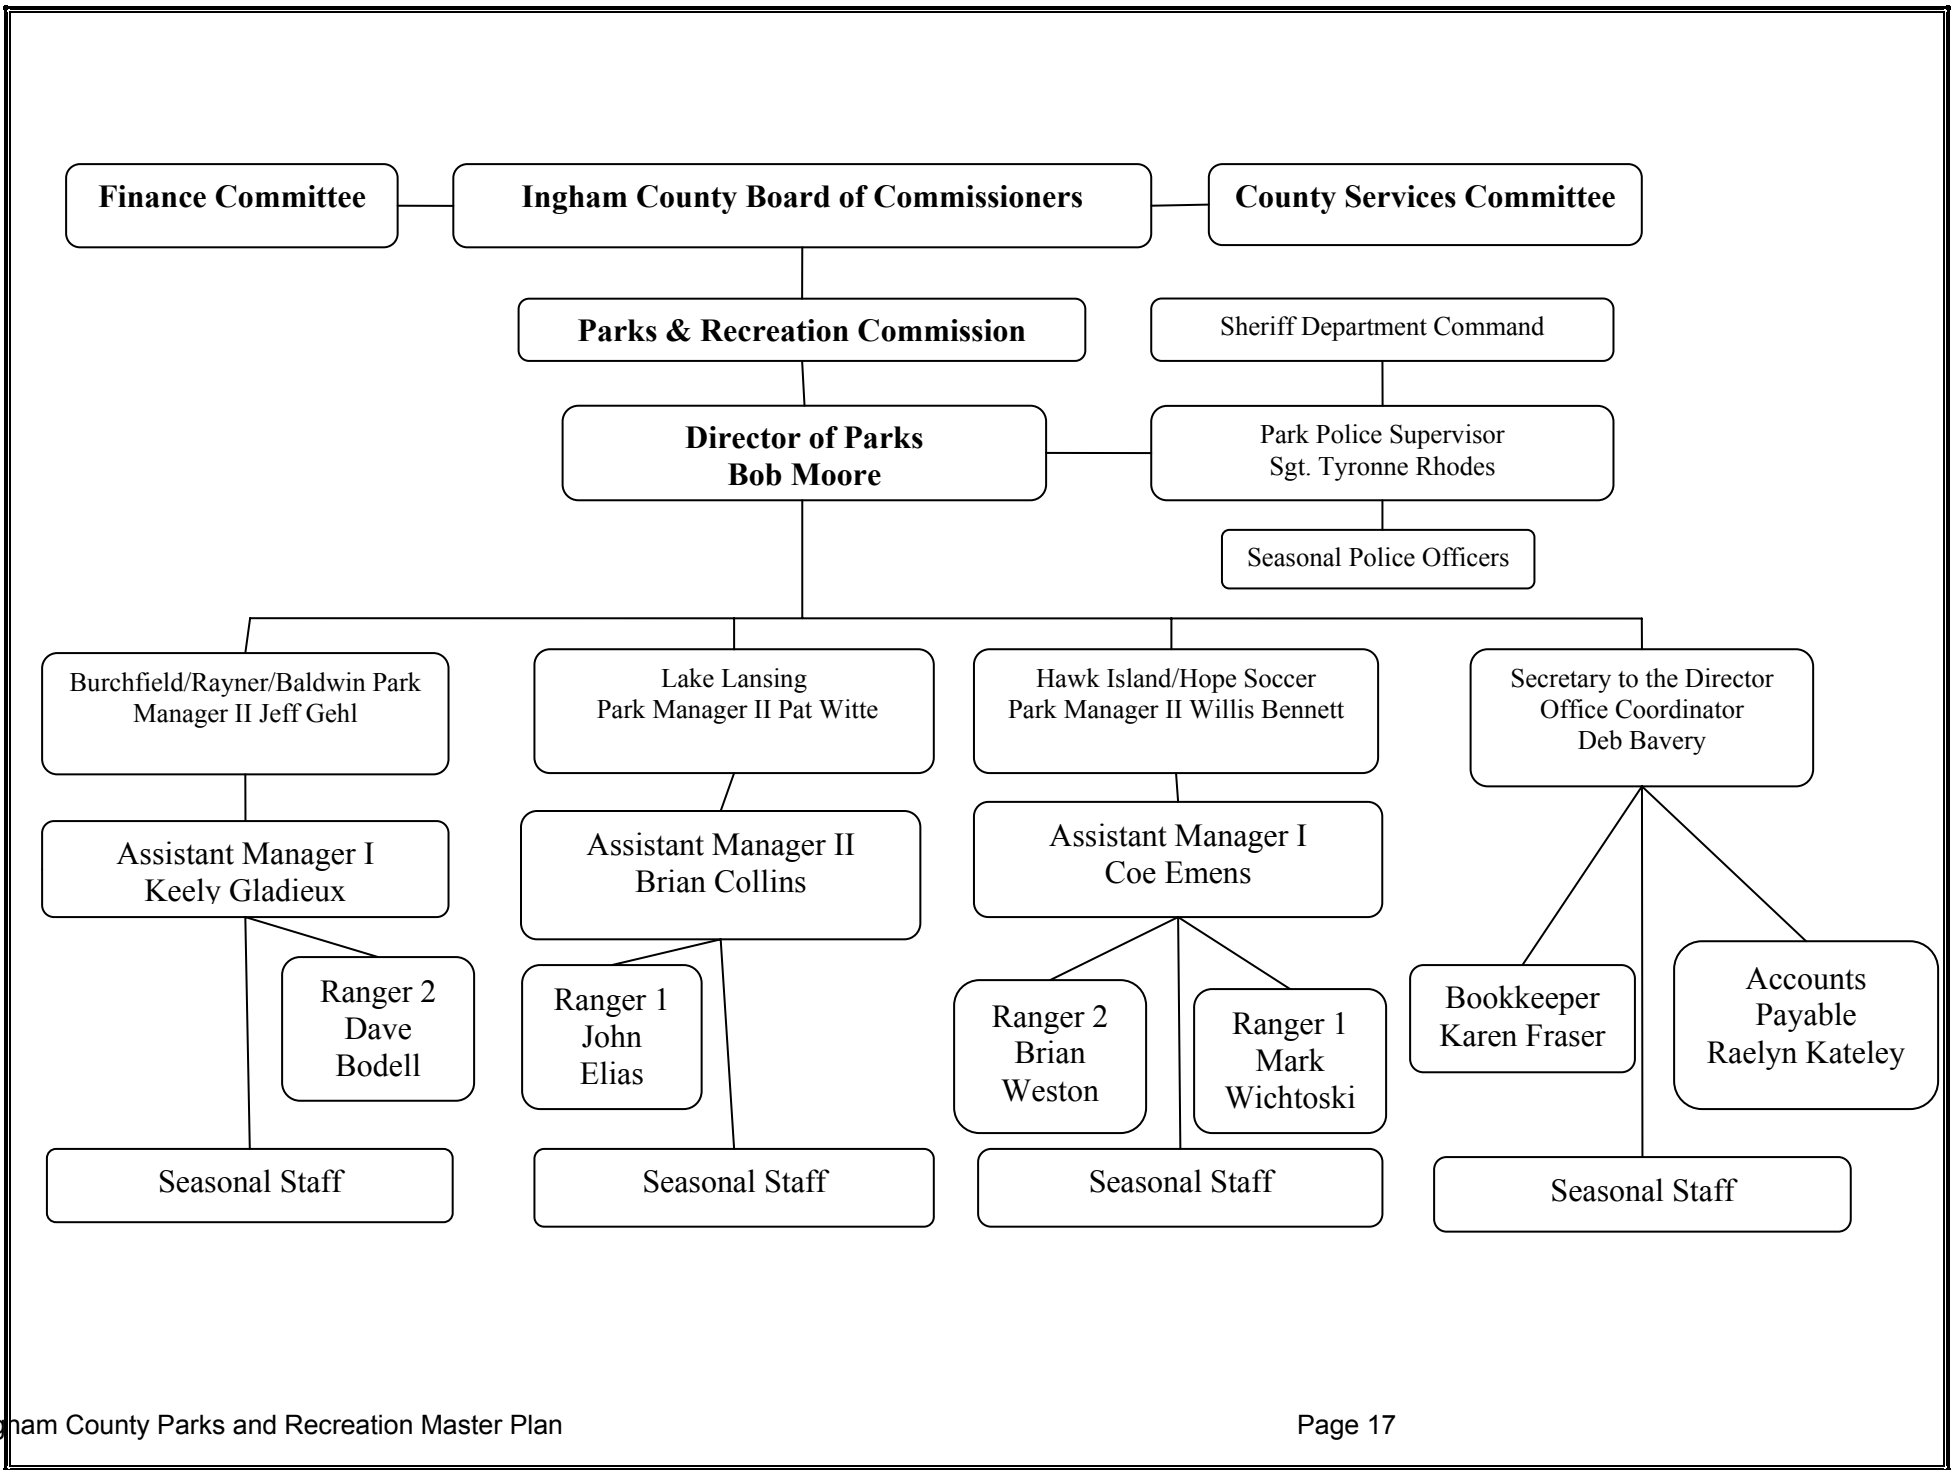 Finance Committee
Ingham County Board of Commissioners
County Services Committee
Parks & Recreation Commission
Sheriff Department Command
Director of Parks
Bob Moore
Park Police Supervisor
Sgt. Tyronne Rhodes
Seasonal Police Officers
Burchfield/Rayner/Baldwin Park
Manager II Jeff Gehl
Lake Lansing
Park Manager II Pat Witte
Hawk Island/Hope Soccer
Park Manager II Willis Bennett
Secretary to the Director
Office Coordinator
Deb Bavery
Assistant Manager I
Keely Gladieux
Assistant Manager II
Brian Collins
Assistant Manager I
Coe Emens
Ranger 2
Dave
Bodell
Ranger 1
John
Elias
Ranger 2
Brian
Weston
Ranger 1
Mark
Wichtoski
Bookkeeper
Karen Fraser
Accounts
Payable
Raelyn Kateley
Seasonal Staff
Seasonal Staff
Seasonal Staff
Seasonal Staff
gham County Parks and Recreation Master Plan
Page 17